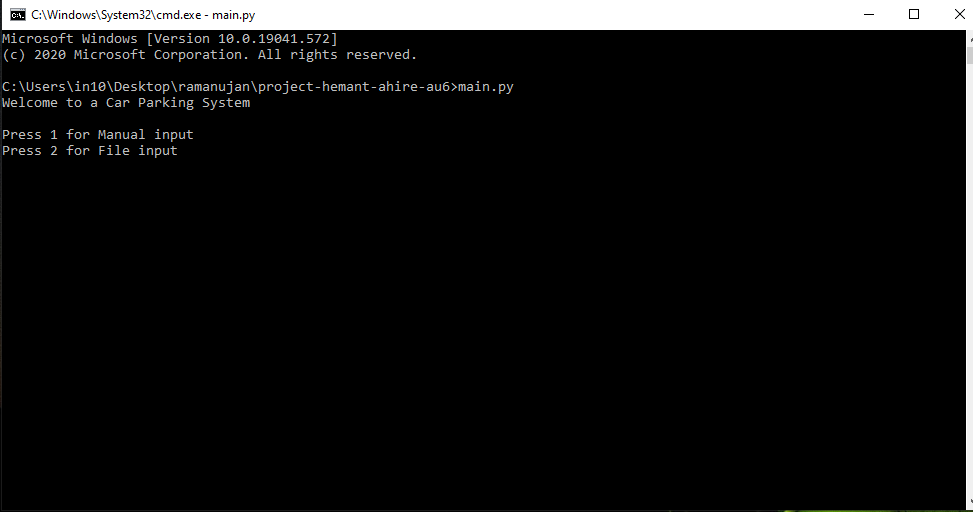 C:\Windows\System32\cmd.exe - main.py
Microsoft Windows [Version 10.0.19041.572]
(c) 2020 Microsoft Corporation. All rights reserved.
C:\Users\in10\Desktop\ramanujan\project-hemant-ahire-au6>main.py
Welcome to a Car Parking System
Press 1 for Manual input
Press 2 for File input